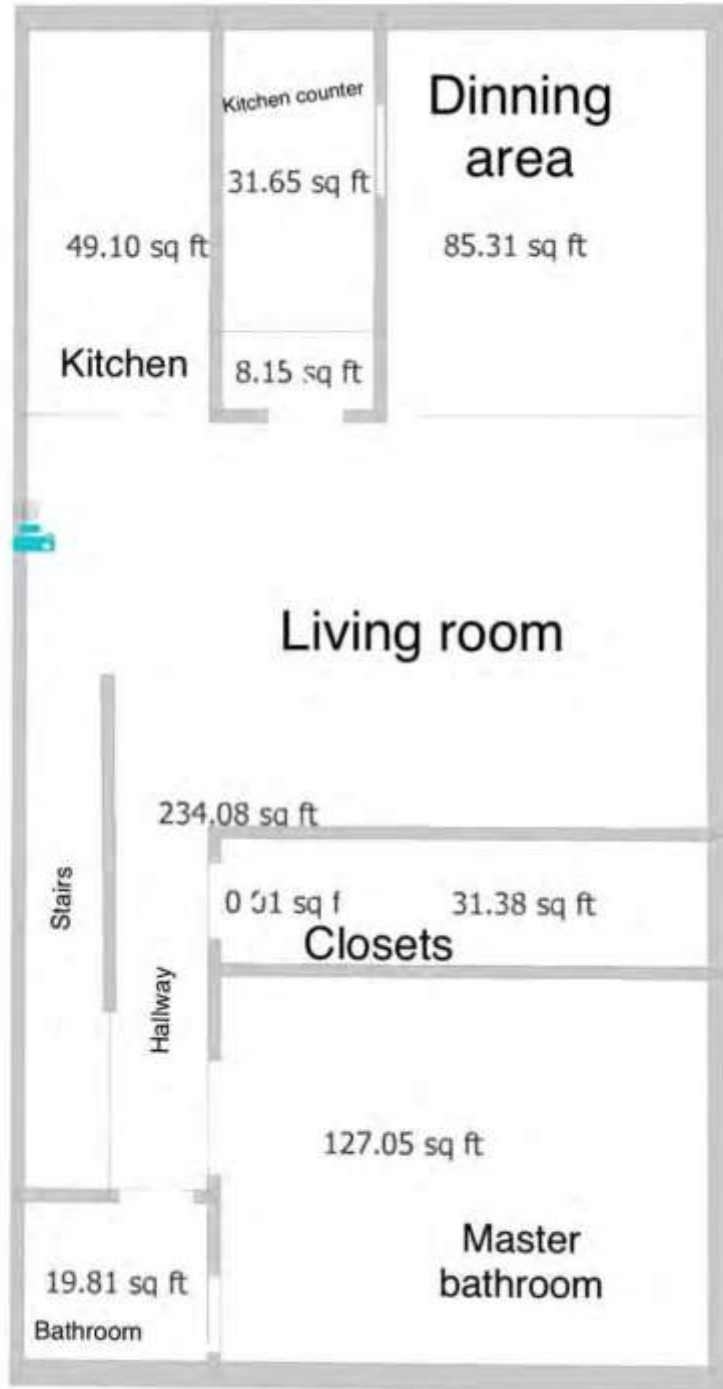 Kitchen counter
Dinning
area
31.65 sq ft
49.10 sq ft
85.31 sq ft
Kitchen
8.15 sq ft
Living room
234.08 sq ft
Stairs
31.38 sq ft
Closets
Hallway
127.05 sq ft
Master
bathroom
19.81 sq ft
Bathroom